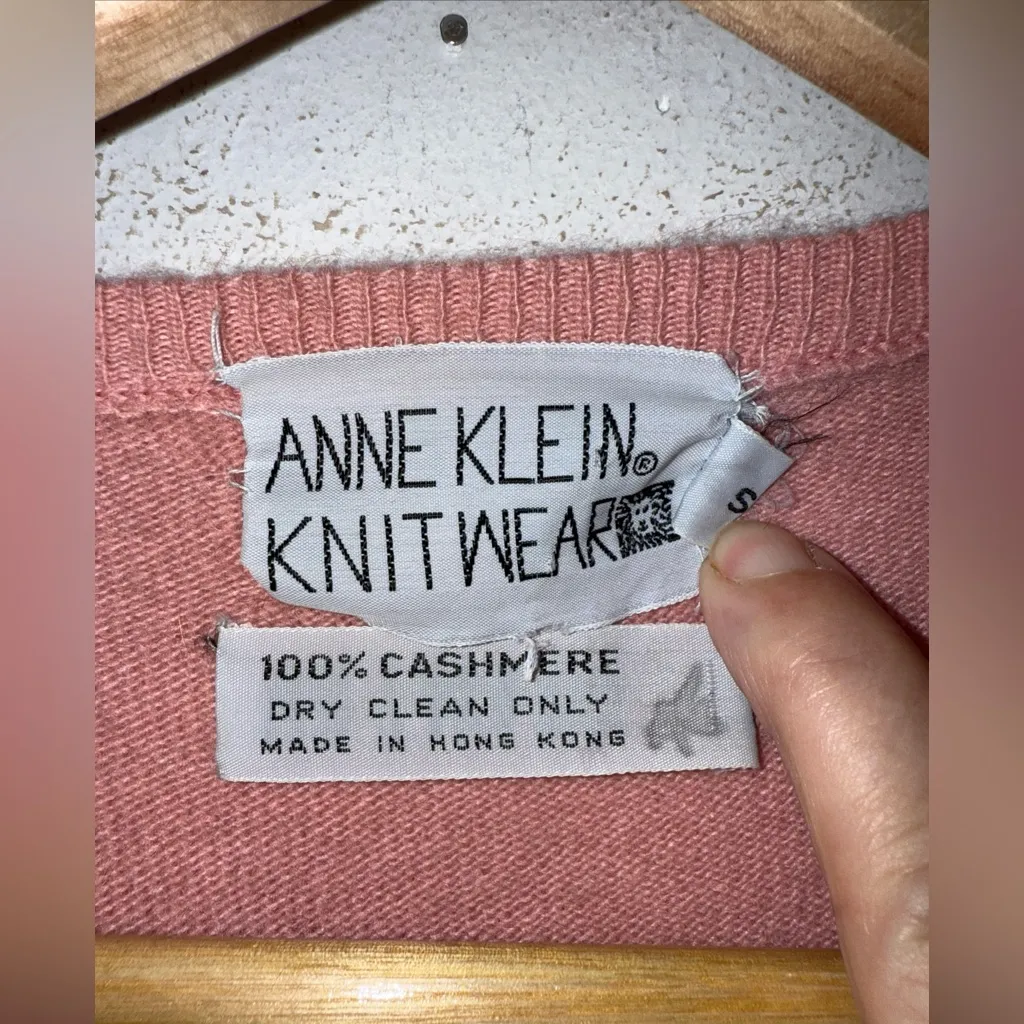 ANNE KLEIN®
KNITWEAR
S
100% CASHMERE
DRY CLEAN ONLY
MADE IN HONG KONG